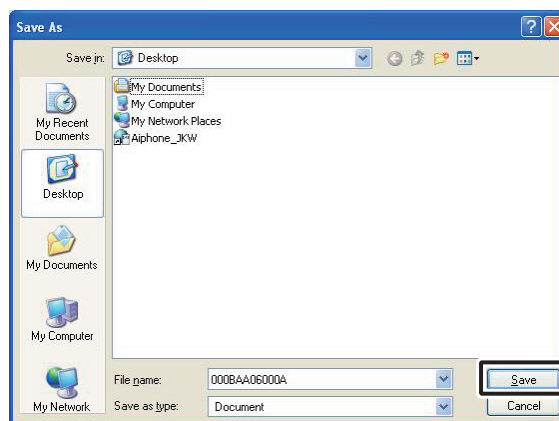 Save As
Save in: Desktop
My Recent
Documents
Desktop
My Documents
My Computer
My Network
My Documents
My Computer
My Network Places
Aiphone_JKW
File name: 000BAA06000A Save
Save as type: Document Cancel